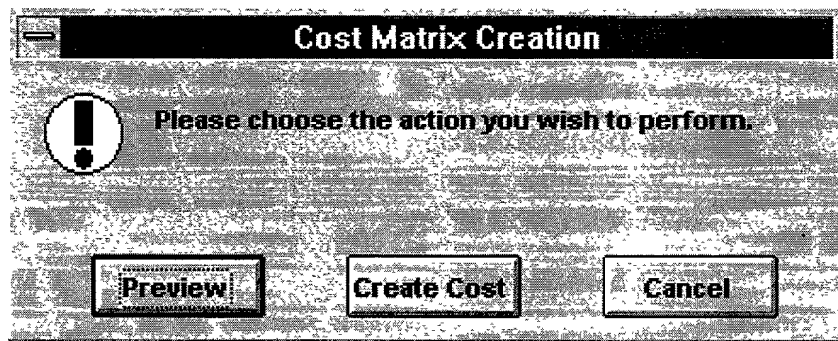 Cost Matrix Creation
Please choose the action you wish to perform.
Preview Create Cost Cancel